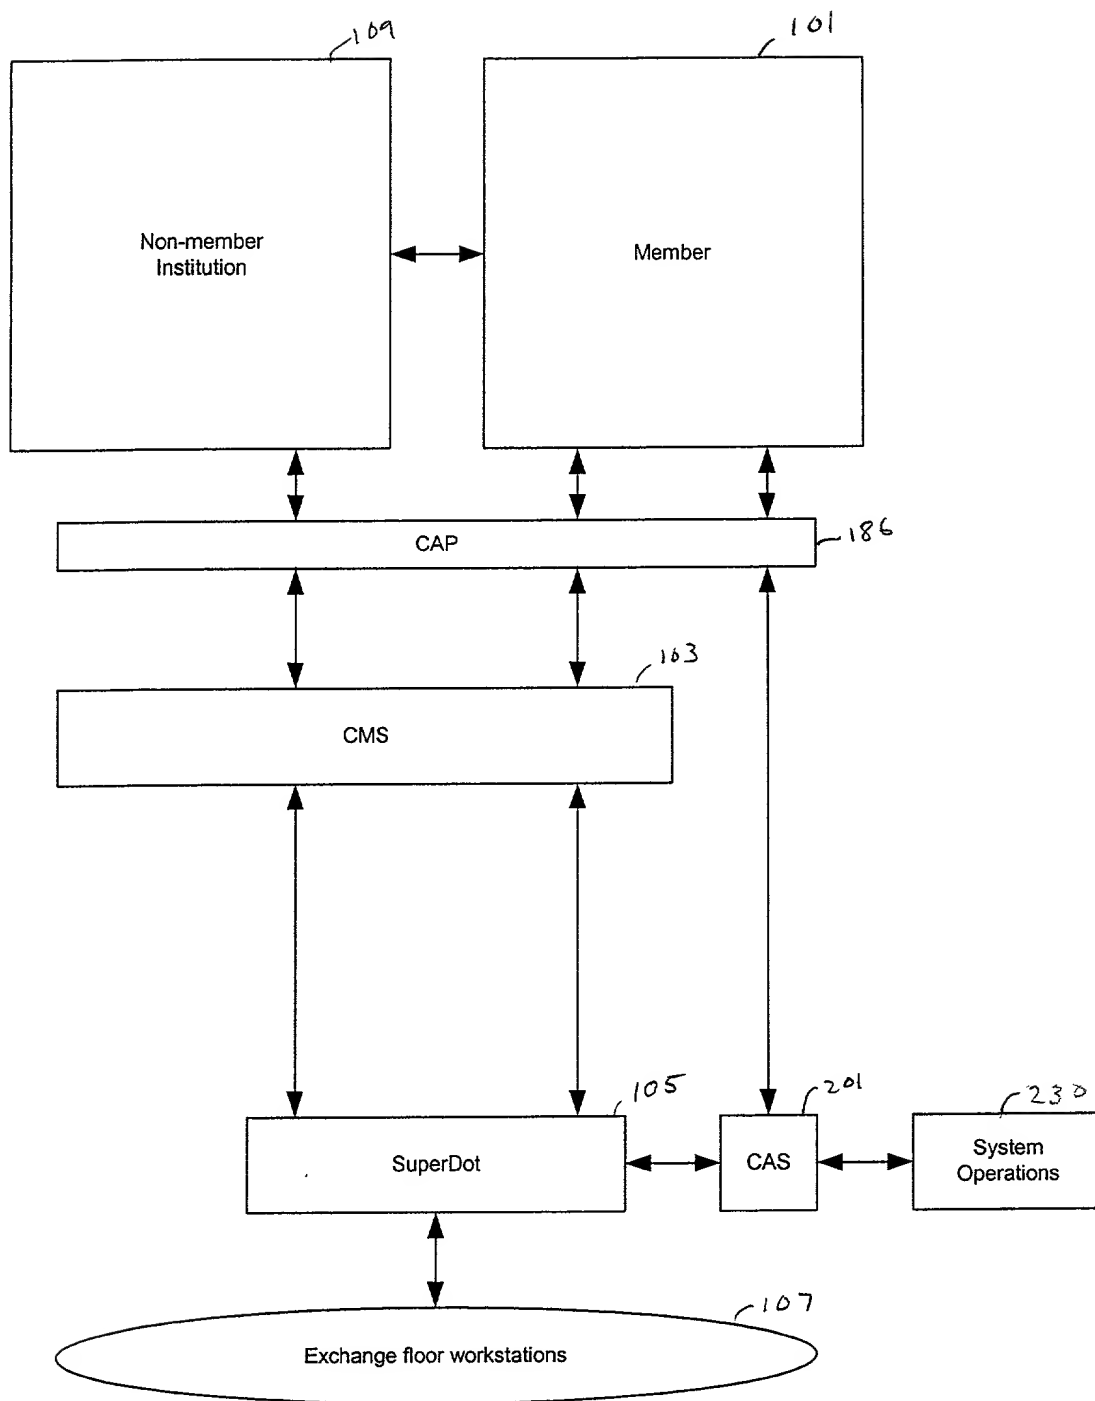 109
101
Non-member
Institution
Member
CAP
186
103
CMS
105
201
230
SuperDot
CAS
System
Operations
107
Exchange floor workstations